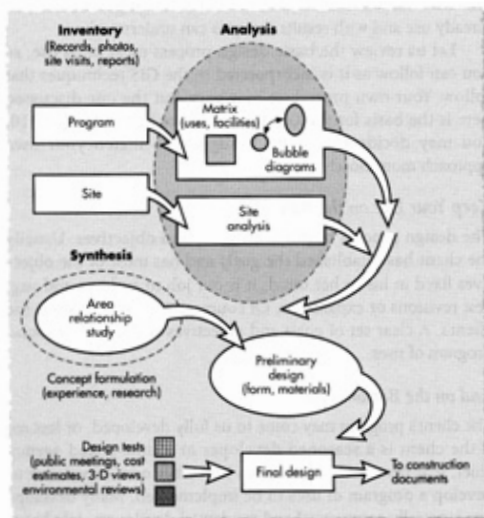 Inventory
(Records, photos,
site visits, reports)
Analysis
Program
Matrix
(uses, facilities)
Bubble
diagrams
Site
Site
analysis
Synthesis
Area
relationship
study
Concept formulation
(experience, research)
Preliminary
design
(form, materials)
Design tests
(public meetings, cost
estimates, 3-D views,
environmental reviews)
Final design
To construction
documents